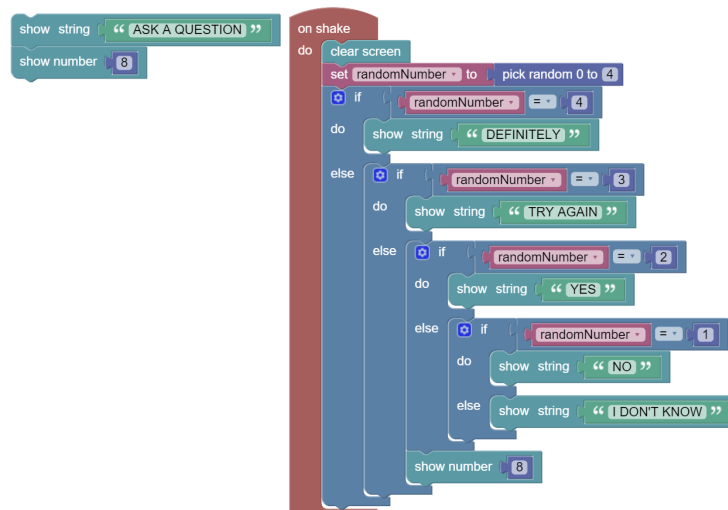 show string “ ASK A QUESTION ”
show number 8
on shake
do clear screen
set randomNumber to pick random 0 to 4
if randomNumber = 4
do show string “ DEFINITELY ”
else if randomNumber = 3
do show string “ TRY AGAIN ”
else if randomNumber = 2
do show string “ YES ”
else if randomNumber = 1
do show string “ NO ”
else show string “ I DON'T KNOW ”
show number 8